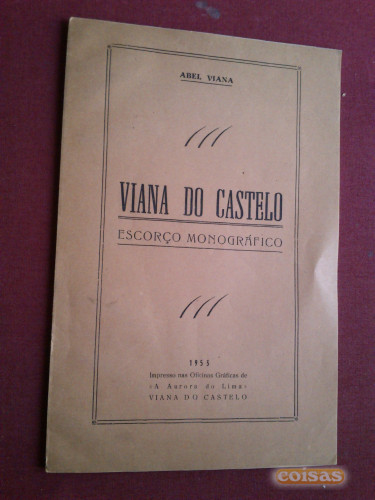 ABEL VIANA
VIANA DO CASTELO
ESCORÇO MONOGRÁFICO
1953
Impresso nas Oficinas Gráficas de
«A Aurora do Lima»
VIANA DO CASTELO
coisas